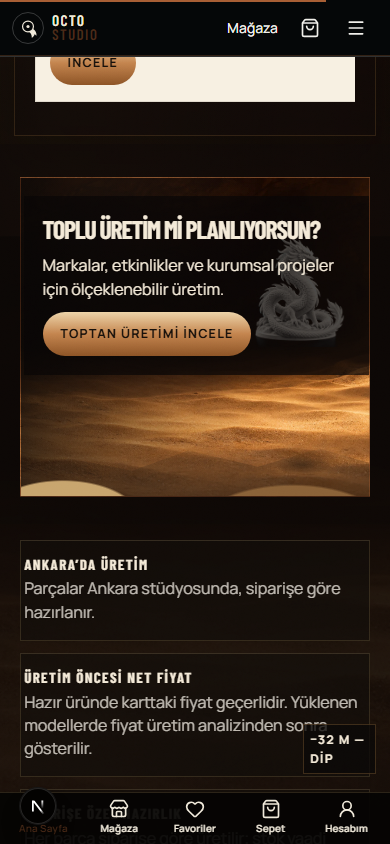 OCTO
STUDIO
Mağaza
İNCELE
TOPLU ÜRETİM Mİ PLANLIYORSUN?
Markalar, etkinlikler ve kurumsal projeler
için ölçeklenebilir üretim.
TOPTAN ÜRETİMİ İNCELE
ANKARA'DA ÜRETİM
Parçalar Ankara stüdyosunda, siparişe göre
hazırlanır.
ÜRETİM ÖNCESİ NET FİYAT
Hazır üründe karttaki fiyat geçerlidir. Yüklenen
modellerde fiyat üretim analizinden sonra
gösterilir.
−32 M —
DİP
N
Ana Sayfa
Mağaza
Favoriler
Sepet
Hesabım